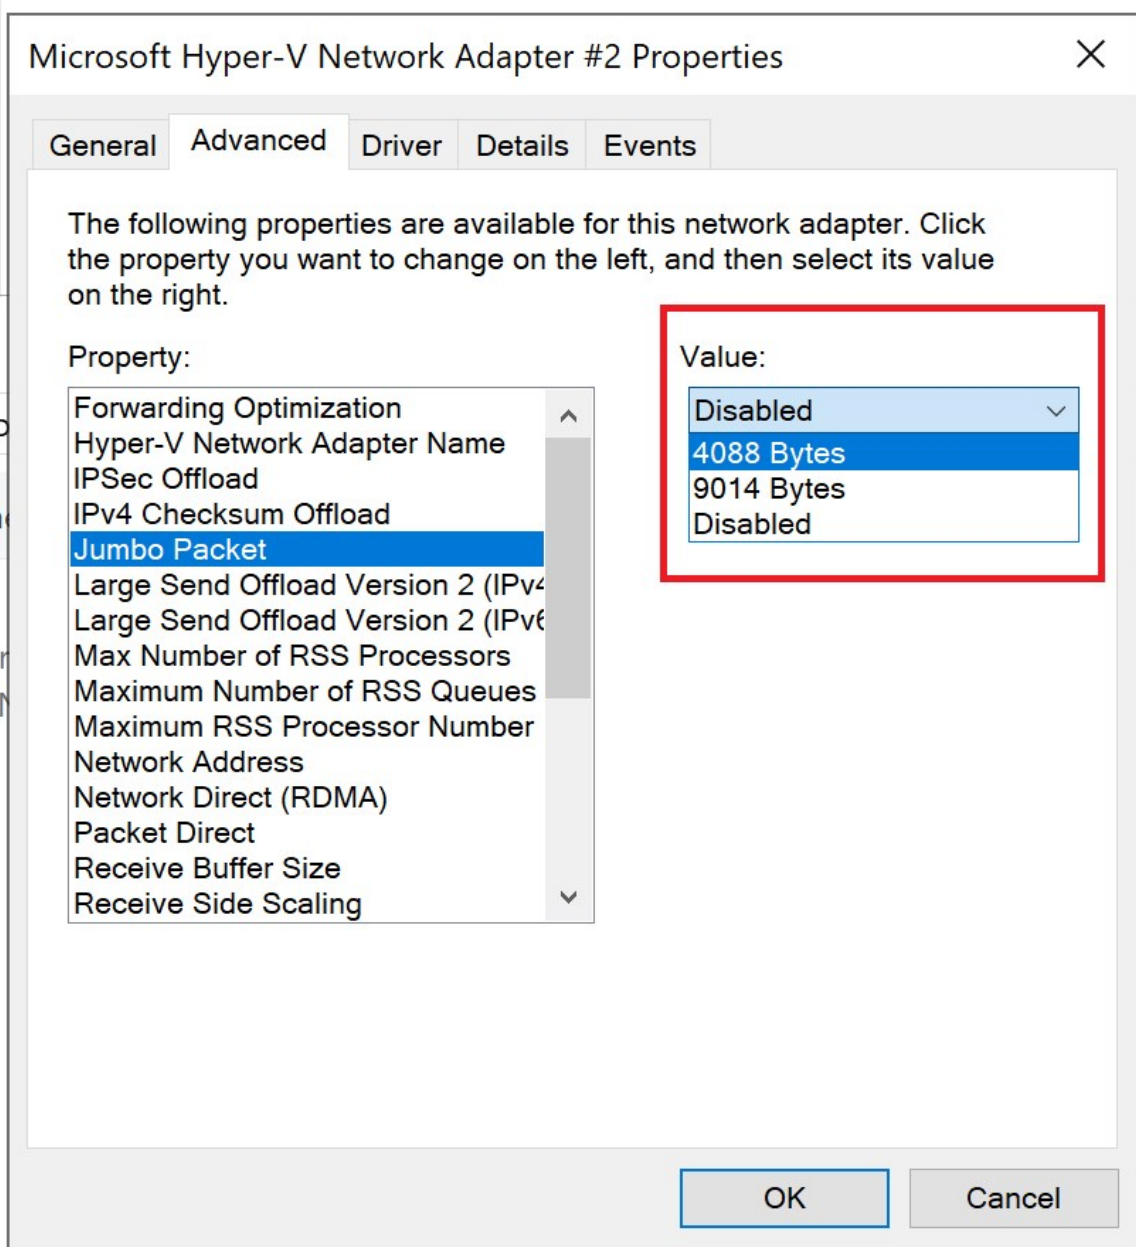 Microsoft Hyper-V Network Adapter #2 Properties
General
Advanced
Driver
Details
Events
The following properties are available for this network adapter. Click
the property you want to change on the left, and then select its value
on the right.
Property:
Forwarding Optimization
Hyper-V Network Adapter Name
IPSec Offload
IPv4 Checksum Offload
Jumbo Packet
Large Send Offload Version 2 (IPv4
Large Send Offload Version 2 (IPv6
Max Number of RSS Processors
Maximum Number of RSS Queues
Maximum RSS Processor Number
Network Address
Network Direct (RDMA)
Packet Direct
Receive Buffer Size
Receive Side Scaling
Value:
Disabled
4088 Bytes
9014 Bytes
Disabled
OK
Cancel